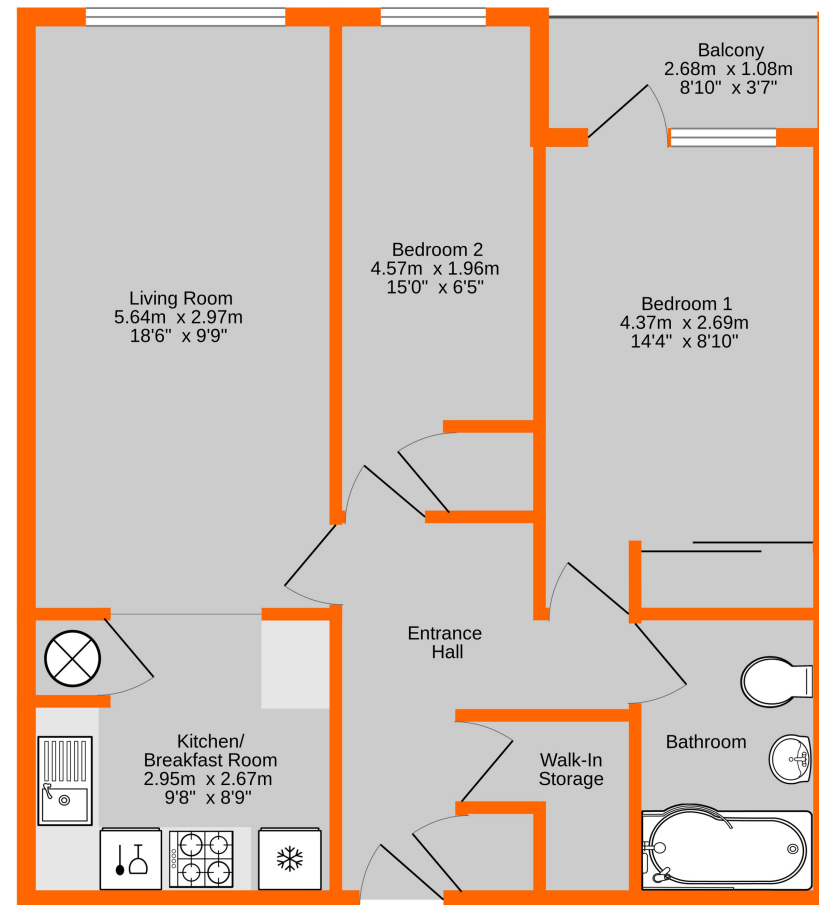 Balcony
2.68m x 1.08m
8'10" x 3'7"
Bedroom 2
4.57m x 1.96m
15'0" x 6'5"
Living Room
5.64m x 2.97m
18'6" x 9'9"
Bedroom 1
4.37m x 2.69m
14'4" x 8'10"
Entrance
Hall
Kitchen/
Breakfast Room
2.95m x 2.67m
9'8" x 8'9"
Walk-In
Storage
Bathroom